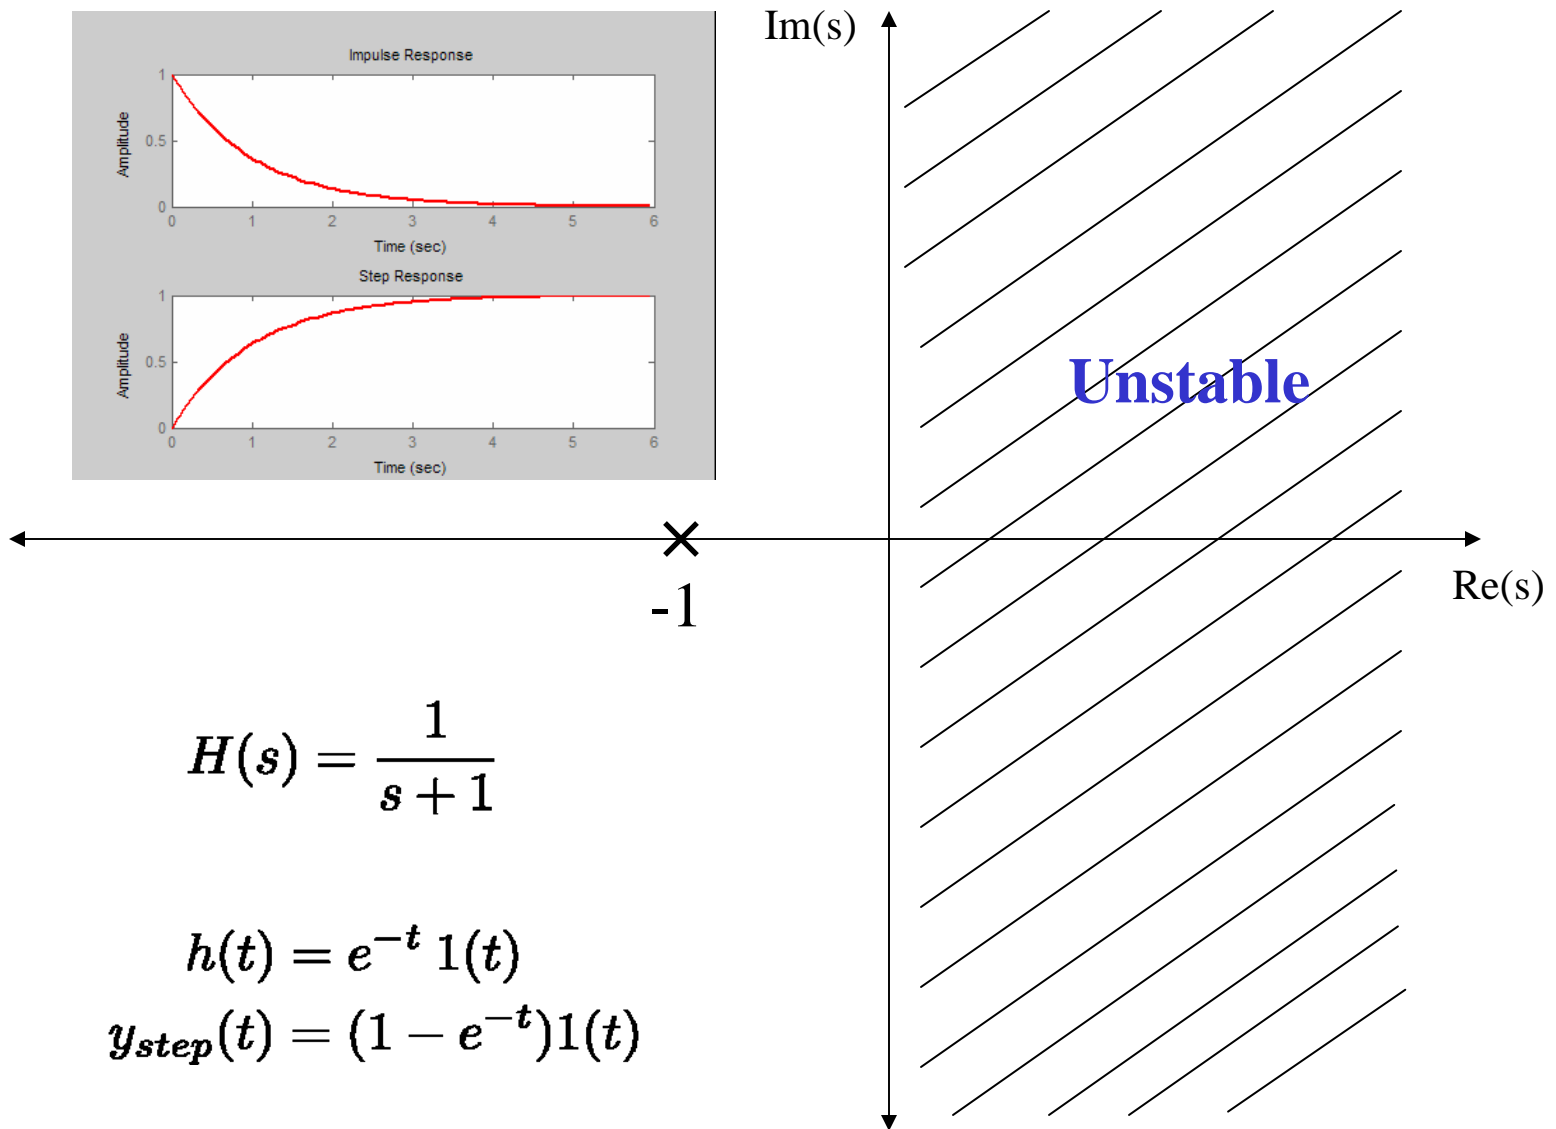 Impulse Response
1
0.5
0
Amplitude
0 1 2 3 4 5 6
Time (sec)
Step Response
1
0.5
0
Amplitude
0 1 2 3 4 5 6
Time (sec)
Im(s)
Unstable
Re(s)
-1
H(s) = \frac{1}{s+1}
h(t) = e^{-t} 1(t)
y_{step}(t) = (1 - e^{-t})1(t)